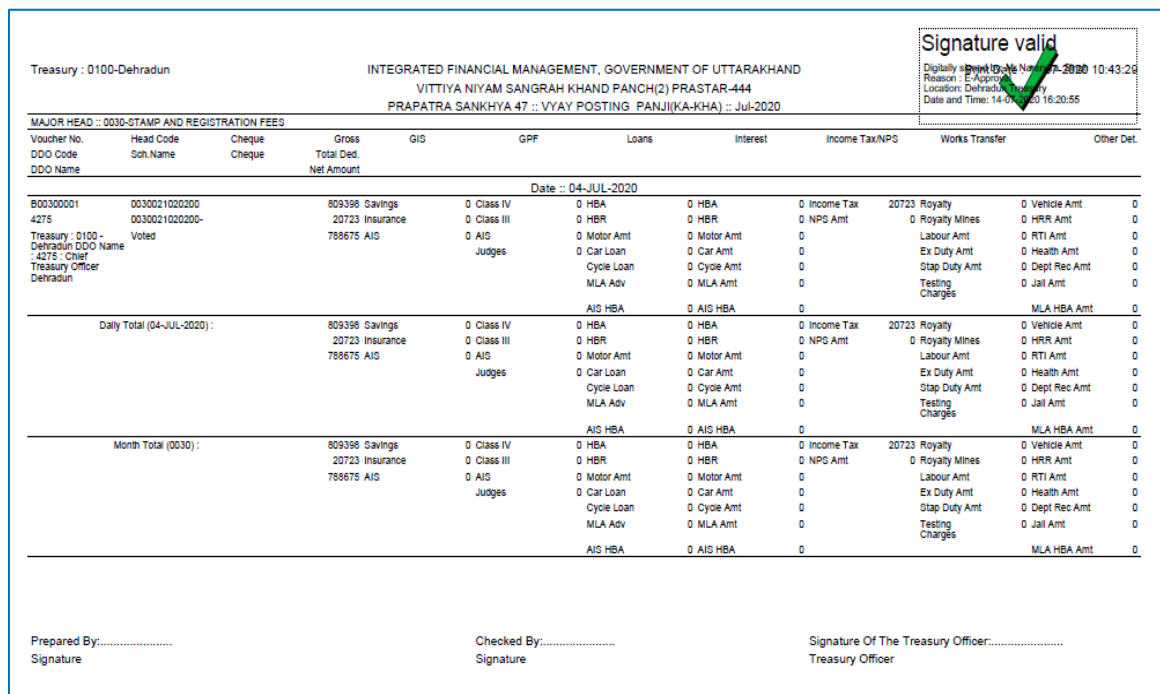 Signature valid
Treasury : 0100-Dehradun
INTEGRATED FINANCIAL MANAGEMENT, GOVERNMENT OF UTTARAKHAND
Digitally signed by
10:43:29
Reason : E-Approval
VITTIYA NIYAM SANGRAH KHAND PANCH(2) PRASTAR-444
Location: Dehradun Treasury
PRAPATRA SANKHYA 47 :: VYAY POSTING PANJI(KA-KHA) :: Jul-2020
Date and Time: 14-07-2020 16:20:55
MAJOR HEAD :: 0030-STAMP AND REGISTRATION FEES
Voucher No. Head Code Cheque Gross GIS GPF Loans Interest Income Tax/NPS Works Transfer Other Det.
DDO Code Sch.Name Cheque Total Ded.
DDO Name Net Amount
Date :: 04-JUL-2020
B00300001 0030021020200 809398 Savings 0 Class IV 0 HBA 0 HBA 0 Income Tax 20723 Royalty 0 Vehicle Amt 0
4275 0030021020200- 20723 Insurance 0 Class III 0 HBR 0 HBR 0 NPS Amt 0 Royalty Mines 0 HRR Amt 0
Treasury : 0100 - Voted 788675 AIS 0 AIS 0 Motor Amt 0 Motor Amt 0 Labour Amt 0 RTI Amt 0
Dehradun DDO Name
: 4275 : Chief Judges 0 Car Loan 0 Car Amt 0 Ex Duty Amt 0 Health Amt 0
Treasury Officer Cycle Loan 0 Cycle Amt 0 Stap Duty Amt 0 Dept Rec Amt 0
Dehradun
MLA Adv 0 MLA Amt 0 Testing 0 Jail Amt 0
Charges
AIS HBA 0 AIS HBA 0 MLA HBA Amt 0
Daily Total (04-JUL-2020) : 809398 Savings 0 Class IV 0 HBA 0 HBA 0 Income Tax 20723 Royalty 0 Vehicle Amt 0
20723 Insurance 0 Class III 0 HBR 0 HBR 0 NPS Amt 0 Royalty Mines 0 HRR Amt 0
788675 AIS 0 AIS 0 Motor Amt 0 Motor Amt 0 Labour Amt 0 RTI Amt 0
Judges 0 Car Loan 0 Car Amt 0 Ex Duty Amt 0 Health Amt 0
Cycle Loan 0 Cycle Amt 0 Stap Duty Amt 0 Dept Rec Amt 0
MLA Adv 0 MLA Amt 0 Testing 0 Jail Amt 0
Charges
AIS HBA 0 AIS HBA 0 MLA HBA Amt 0
Month Total (0030) : 809398 Savings 0 Class IV 0 HBA 0 HBA 0 Income Tax 20723 Royalty 0 Vehicle Amt 0
20723 Insurance 0 Class III 0 HBR 0 HBR 0 NPS Amt 0 Royalty Mines 0 HRR Amt 0
788675 AIS 0 AIS 0 Motor Amt 0 Motor Amt 0 Labour Amt 0 RTI Amt 0
Judges 0 Car Loan 0 Car Amt 0 Ex Duty Amt 0 Health Amt 0
Cycle Loan 0 Cycle Amt 0 Stap Duty Amt 0 Dept Rec Amt 0
MLA Adv 0 MLA Amt 0 Testing 0 Jail Amt 0
Charges
AIS HBA 0 AIS HBA 0 MLA HBA Amt 0
Prepared By:...................... Checked By:...................... Signature Of The Treasury Officer:......................
Signature Signature Treasury Officer